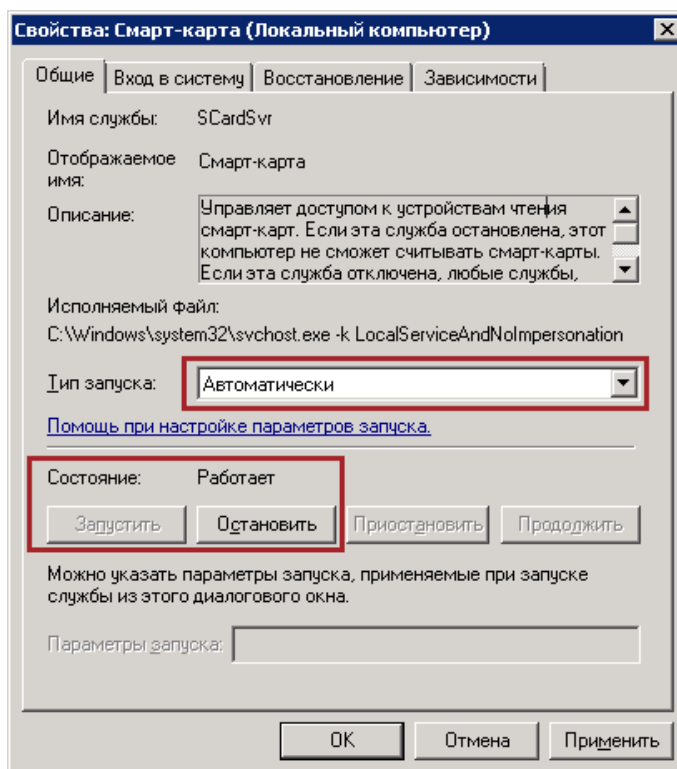 Свойства: Смарт-карта (Локальный компьютер)
Общие Вход в систему Восстановление Зависимости
Имя службы: SCardSvr
Отображаемое имя: Смарт-карта
Описание: Управляет доступом к устройствам чтения
смарт-карт. Если эта служба остановлена, этот
компьютер не сможет считывать смарт-карты.
Если эта служба отключена, любые службы,
Исполняемый файл:
C:\Windows\system32\svchost.exe -k LocalServiceAndNoImpersonation
Тип запуска: Автоматически
Помощь при настройке параметров запуска.
Состояние: Работает
Запустить Остановить Приостановить Продолжить
Можно указать параметры запуска, применяемые при запуске
службы из этого диалогового окна.
Параметры запуска:
OK Отмена Применить